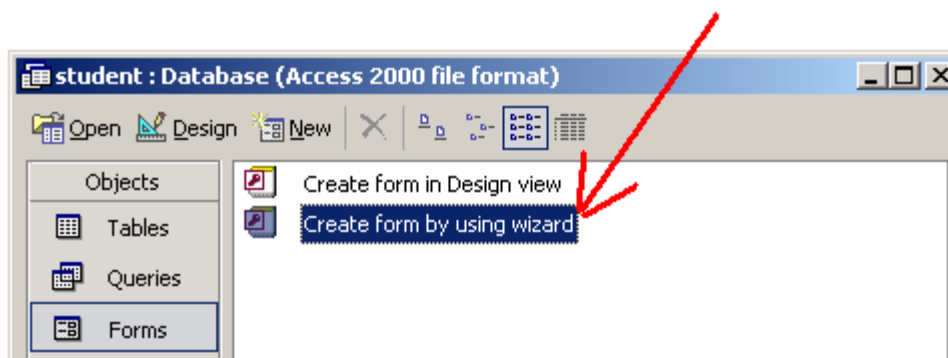 student : Database (Access 2000 file format)
Open Design New
Objects
Create form in Design view
Tables
Create form by using wizard
Queries
Forms